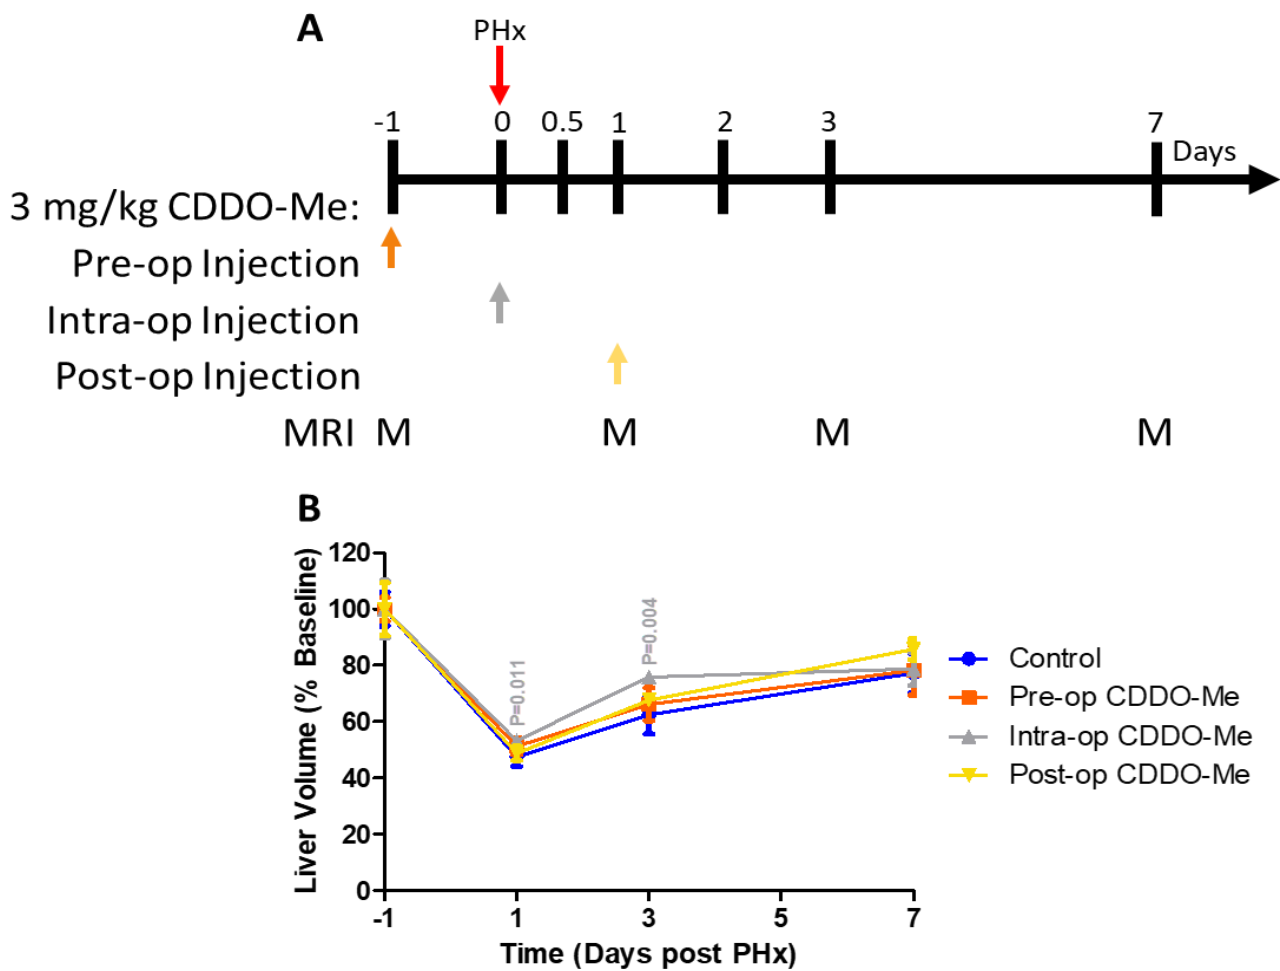 A
PHx
-1 0 0.5 1 2 3 7
Days
3 mg/kg CDDO-Me:
Pre-op Injection
Intra-op Injection
Post-op Injection
MRI M M M M
B
Liver Volume (% Baseline)
120
100
80
60
40
20
0
P=0.011
P=0.004
-1 1 3 5 7
Time (Days post PHx)
Control
Pre-op CDDO-Me
Intra-op CDDO-Me
Post-op CDDO-Me